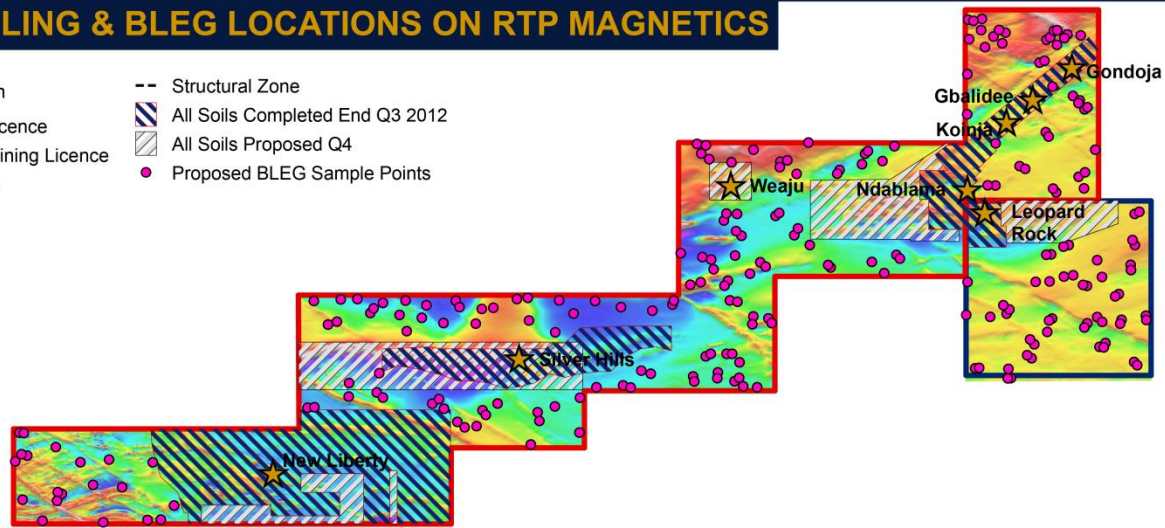 LING & BLEG LOCATIONS ON RTP MAGNETICS
Structural Zone
cence
All Soils Completed End Q3 2012
ining Licence
All Soils Proposed Q4
Proposed BLEG Sample Points
Gondoja
Gbalidee
Koinja
Weaju
Ndablama
Leopard
Rock
Silver Hills
New Liberty